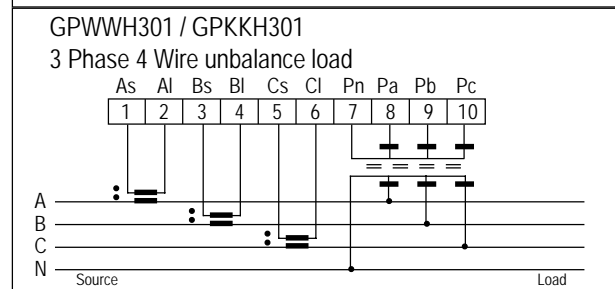 GPWWH301 / GPKKH301
3 Phase 4 Wire unbalance load
As Al Bs Bl Cs Cl Pn Pa Pb Pc
1 2 3 4 5 6 7 8 9 10
A
B
C
N
Source Load